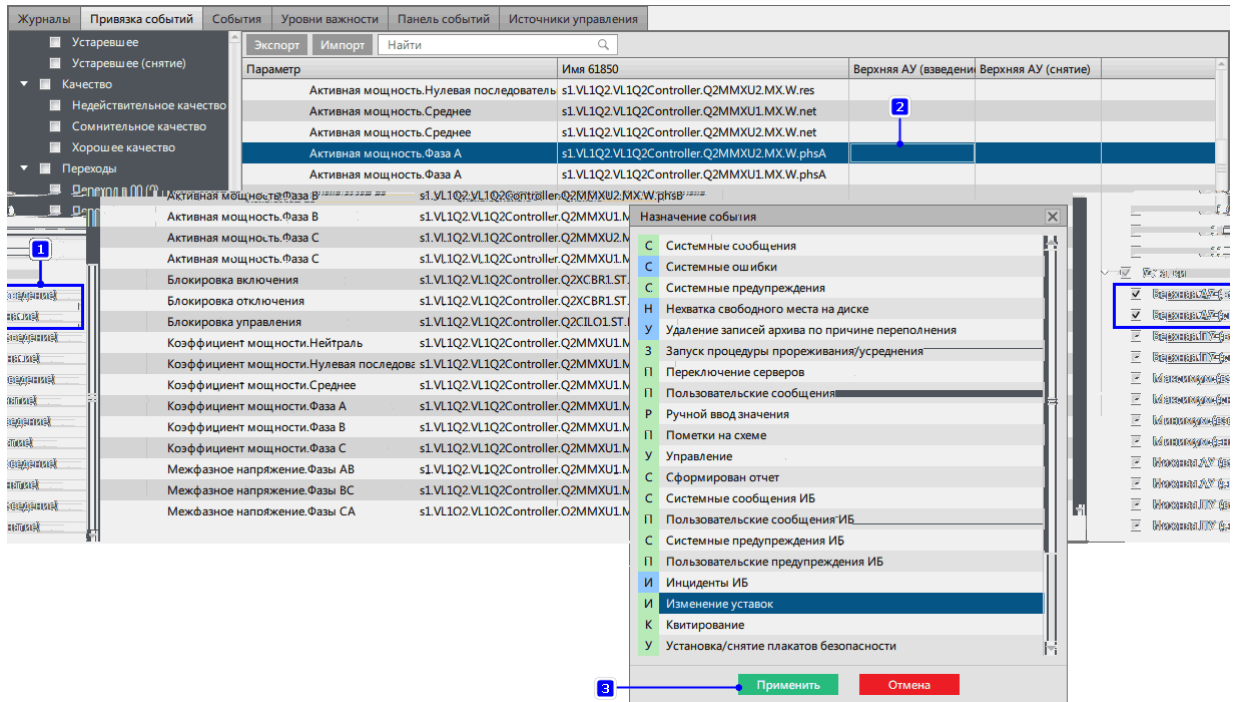 Журналы Привязка событий События Уровни важности Панель событий Источники управления
Устаревшее
Устаревшее (снятие)
Качество
Недействительное качество
Сомнительное качество
Хорошее качество
Переходы
Экспорт Импорт Найти
Параметр Имя 61850 Верхняя АУ (взведени Верхняя АУ (снятие)
Активная мощность.Нулевая последователь s1.VL1Q2.VL1Q2Controller.Q2MMXU2.MX.W.res
Активная мощность.Среднее s1.VL1Q2.VL1Q2Controller.Q2MMXU1.MX.W.net
Активная мощность.Среднее s1.VL1Q2.VL1Q2Controller.Q2MMXU2.MX.W.net
Активная мощность.Фаза A s1.VL1Q2.VL1Q2Controller.Q2MMXU2.MX.W.phsA
Активная мощность.Фаза A s1.VL1Q2.VL1Q2Controller.Q2MMXU1.MX.W.phsA
2
Активная мощность.Фаза B s1.VL1Q2.VL1Q2Controller.Q2MMXU2.MX.W.phsB
Активная мощность.Фаза B s1.VL1Q2.VL1Q2Controller.Q2MMXU1.M
Активная мощность.Фаза C s1.VL1Q2.VL1Q2Controller.Q2MMXU2.M
Активная мощность.Фаза C s1.VL1Q2.VL1Q2Controller.Q2MMXU1.M
Блокировка включения s1.VL1Q2.VL1Q2Controller.Q2XCBR1.ST.
Блокировка отключения s1.VL1Q2.VL1Q2Controller.Q2XCBR1.ST.
Блокировка управления s1.VL1Q2.VL1Q2Controller.Q2CILO1.ST.
Коэффициент мощности.Нейтраль s1.VL1Q2.VL1Q2Controller.Q2MMXU1.M
Коэффициент мощности.Нулевая последова s1.VL1Q2.VL1Q2Controller.Q2MMXU1.M
Коэффициент мощности.Среднее s1.VL1Q2.VL1Q2Controller.Q2MMXU1.M
Коэффициент мощности.Фаза A s1.VL1Q2.VL1Q2Controller.Q2MMXU1.M
Коэффициент мощности.Фаза B s1.VL1Q2.VL1Q2Controller.Q2MMXU1.M
Коэффициент мощности.Фаза C s1.VL1Q2.VL1Q2Controller.Q2MMXU1.M
Межфазное напряжение.Фазы AB s1.VL1Q2.VL1Q2Controller.Q2MMXU1.M
Межфазное напряжение.Фазы BC s1.VL1Q2.VL1Q2Controller.Q2MMXU1.M
Межфазное напряжение.Фазы CA s1.VL1Q2.VL1Q2Controller.Q2MMXU1.M
1
Назначение события
С Системные сообщения
С Системные ошибки
С Системные предупреждения
Н Нехватка свободного места на диске
У Удаление записей архива по причине переполнения
З Запуск процедуры прореживания/усреднения
П Переключение серверов
П Пользовательские сообщения
Р Ручной ввод значения
П Пометки на схеме
У Управление
С Сформирован отчет
С Системные сообщения ИБ
П Пользовательские сообщения ИБ
С Системные предупреждения ИБ
П Пользовательские предупреждения ИБ
И Инциденты ИБ
И Изменение уставок
К Квитирование
У Установка/снятие плакатов безопасности
3
Применить Отмена